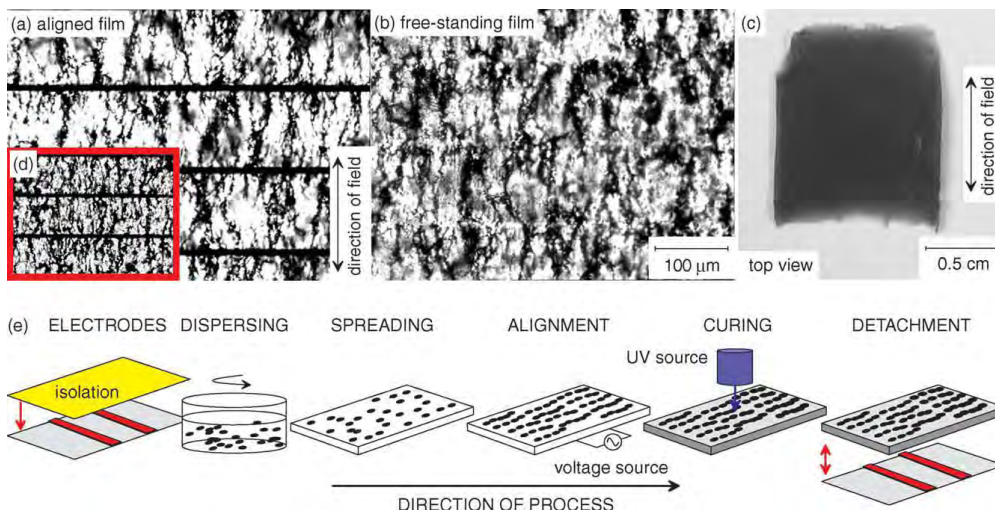 (a) aligned film
(b) free-standing film
(c)
(d)
direction of field
100 µm
direction of field
top view
0.5 cm
(e)
ELECTRODES
DISPERSING
SPREADING
ALIGNMENT
CURING
DETACHMENT
isolation
UV source
voltage source
DIRECTION OF PROCESS